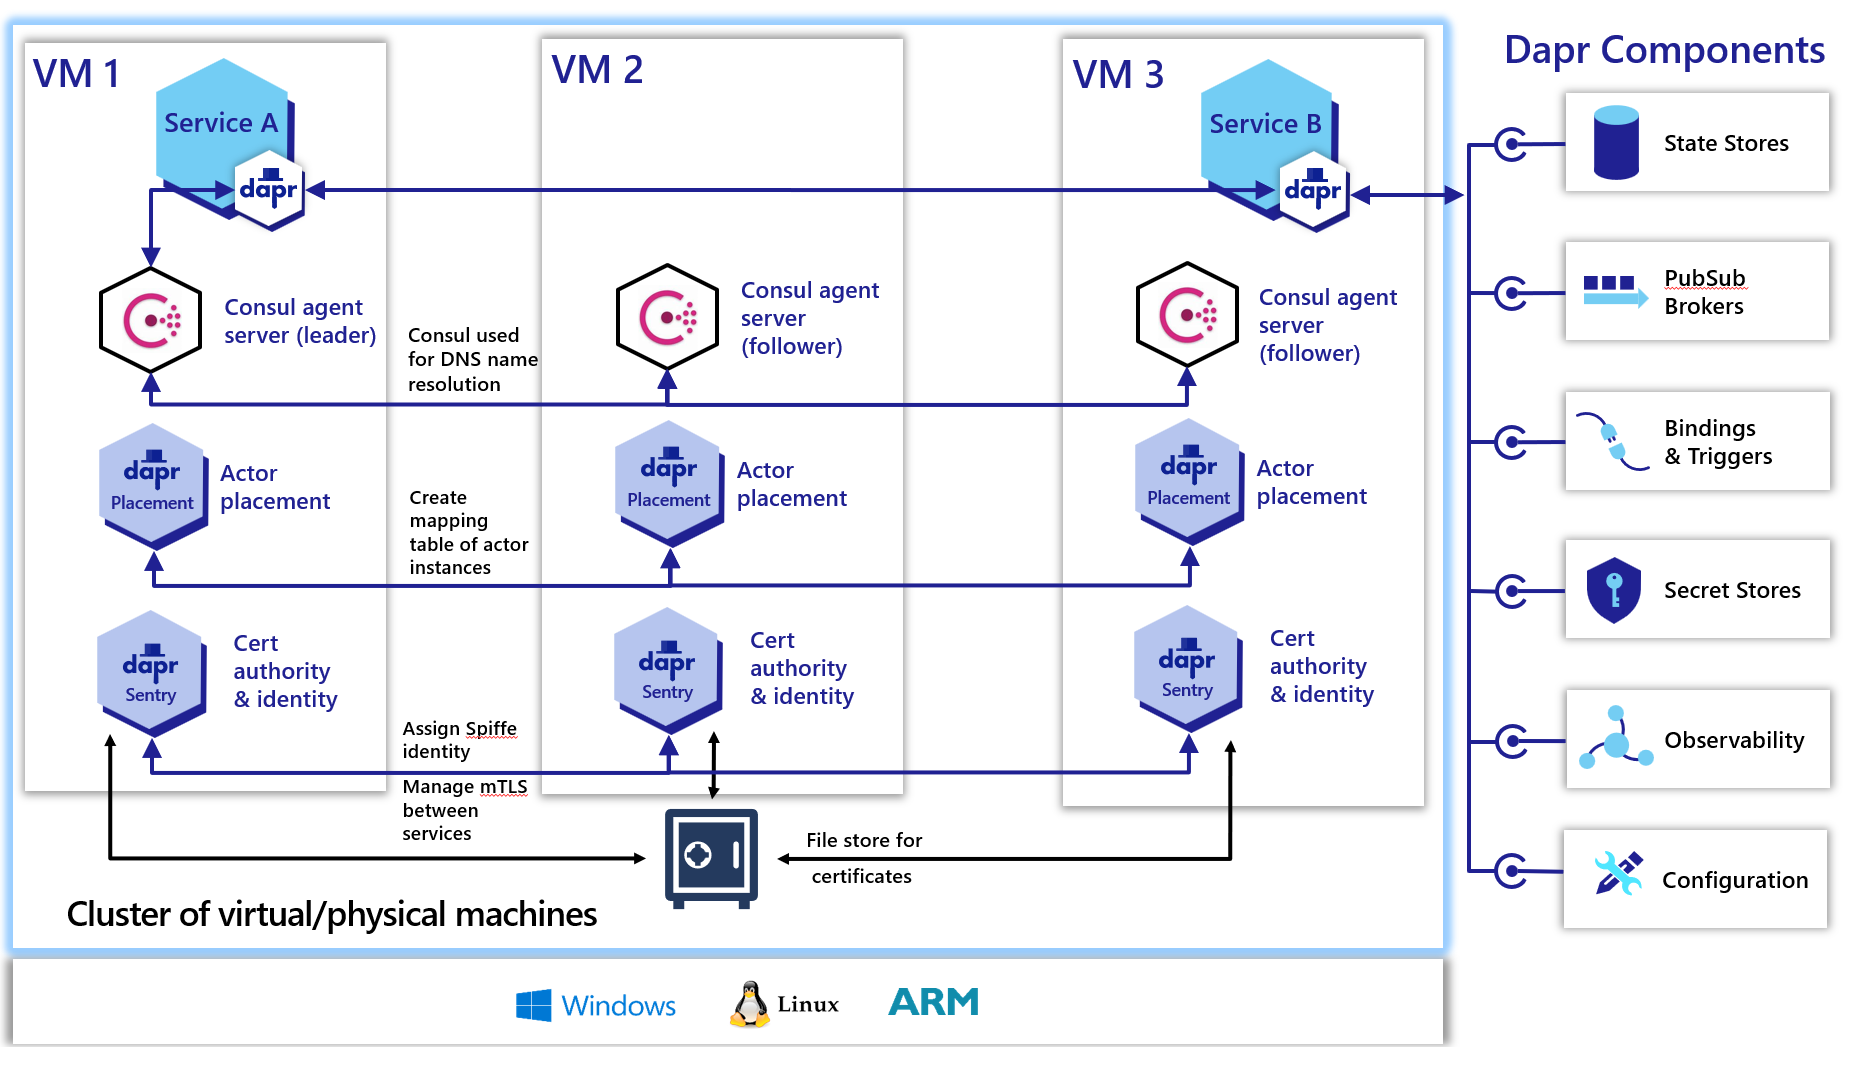 VM 1
Service A
dapr
Consul agent
server (leader)
Consul used
for DNS name
resolution
dapr
Placement
Actor
placement
Create
mapping
table of actor
instances
dapr
Sentry
Cert
authority
& identity
Assign Spiffe
identity
Manage mTLS
between
services
VM 2
Consul agent
server
(follower)
dapr
Placement
Actor
placement
dapr
Sentry
Cert
authority
& identity
VM 3
Service B
dapr
Consul agent
server
(follower)
dapr
Placement
Actor
placement
dapr
Sentry
Cert
authority
& identity
File store for
certificates
Cluster of virtual/physical machines
Windows
Linux
ARM
Dapr Components
State Stores
PubSub
Brokers
Bindings
& Triggers
Secret Stores
Observability
Configuration